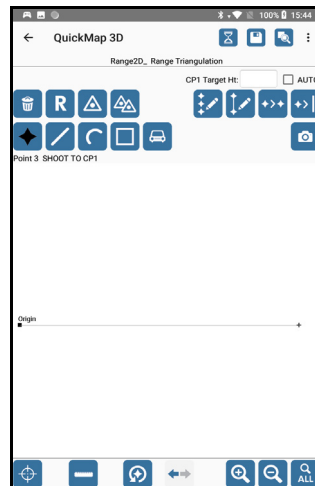 100% 15:44
QuickMap 3D
Range2D_ Range Triangulation
CP1 Target Ht: AUTO
R
Point 3 SHOOT TO CP1
Origin
ALL